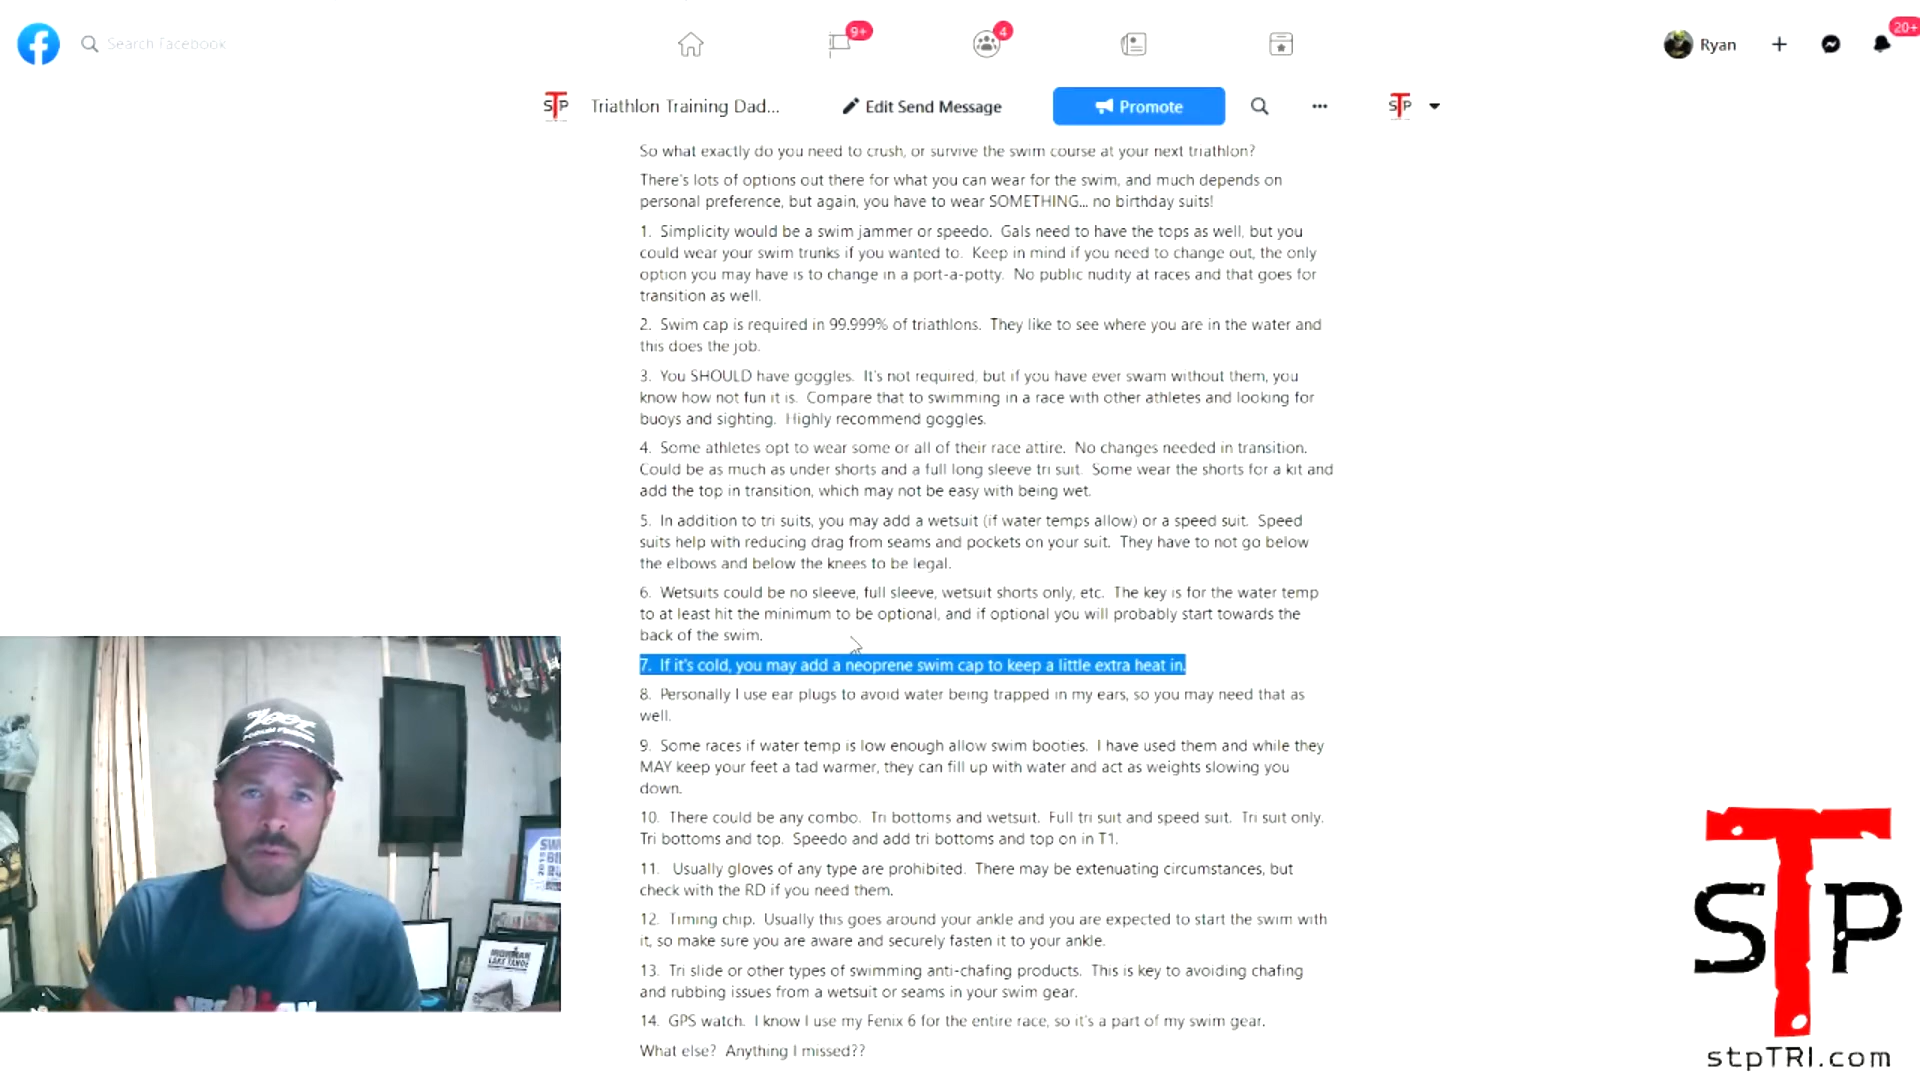 Search Facebook
9+
4
Ryan
20+
STP
Triathlon Training Dad...
Edit Send Message
Promote
STP
So what exactly do you need to crush, or survive the swim course at your next triathlon?
There's lots of options out there for what you can wear for the swim, and much depends on
personal preference, but again, you have to wear SOMETHING... no birthday suits!
1. Simplicity would be a swim jammer or speedo. Gals need to have the tops as well, but you
could wear your swim trunks if you wanted to. Keep in mind if you need to change out, the only
option you may have is to change in a port-a-potty. No public nudity at races and that goes for
transition as well.
2. Swim cap is required in 99.999% of triathlons. They like to see where you are in the water and
this does the job.
3. You SHOULD have goggles. It's not required, but if you have ever swam without them, you
know how not fun it is. Compare that to swimming in a race with other athletes and looking for
buoys and sighting. Highly recommend goggles.
4. Some athletes opt to wear some or all of their race attire. No changes needed in transition.
Could be as much as under shorts and a full long sleeve tri suit. Some wear the shorts for a kit and
add the top in transition, which may not be easy with being wet.
5. In addition to tri suits, you may add a wetsuit (if water temps allow) or a speed suit. Speed
suits help with reducing drag from seams and pockets on your suit. They have to not go below
the elbows and below the knees to be legal.
6. Wetsuits could be no sleeve, full sleeve, wetsuit shorts only, etc. The key is for the water temp
to at least hit the minimum to be optional, and if optional you will probably start towards the
back of the swim.
7. If it's cold, you may add a neoprene swim cap to keep a little extra heat in.
8. Personally I use ear plugs to avoid water being trapped in my ears, so you may need that as
well.
9. Some races if water temp is low enough allow swim booties. I have used them and while they
MAY keep your feet a tad warmer, they can fill up with water and act as weights slowing you
down.
10. There could be any combo. Tri bottoms and wetsuit. Full tri suit and speed suit. Tri suit only.
Tri bottoms and top. Speedo and add tri bottoms and top on in T1.
11. Usually gloves of any type are prohibited. There may be extenuating circumstances, but
check with the RD if you need them.
12. Timing chip. Usually this goes around your ankle and you are expected to start the swim with
it, so make sure you are aware and securely fasten it to your ankle.
13. Tri slide or other types of swimming anti-chafing products. This is key to avoiding chafing
and rubbing issues from a wetsuit or seams in your swim gear.
14. GPS watch. I know I use my Fenix 6 for the entire race, so it's a part of my swim gear.
What else? Anything I missed??
IRONMAN
LAKE TAHOE
STP
stpTRI.com